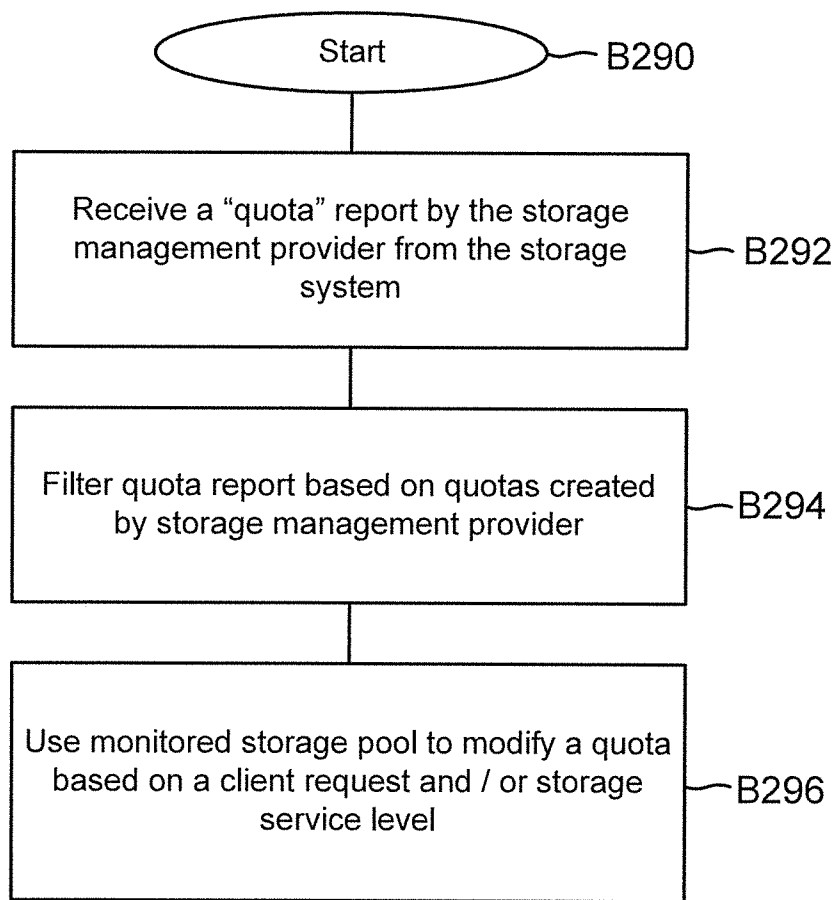 Start
B290
Receive a “quota” report by the storage
management provider from the storage
system
B292
Filter quota report based on quotas created
by storage management provider
B294
Use monitored storage pool to modify a quota
based on a client request and / or storage
service level
B296